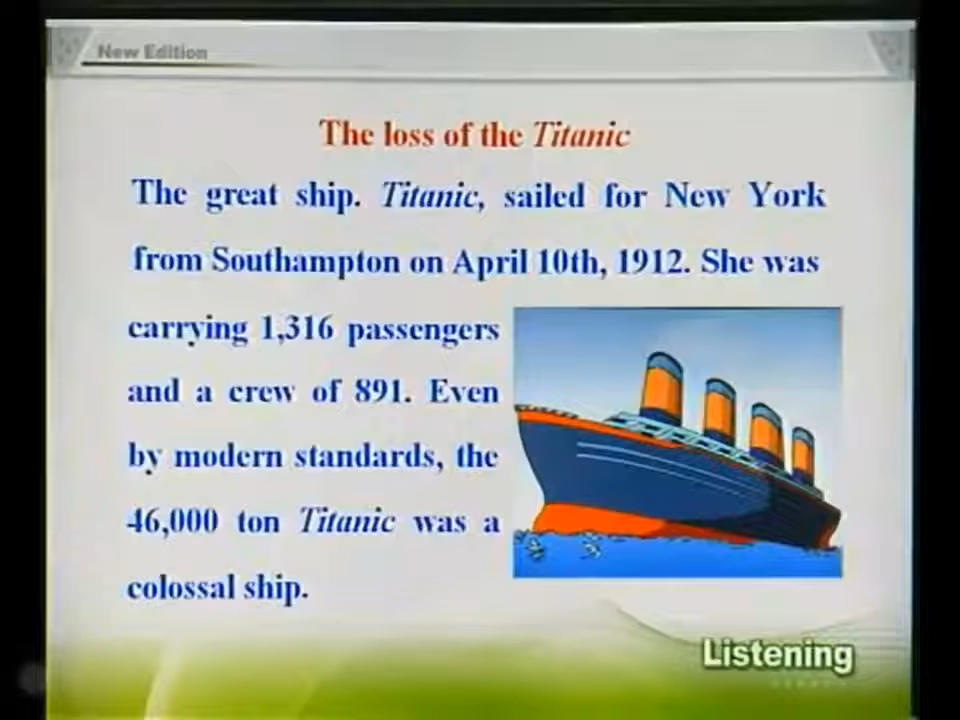 New Edition
The loss of the Titanic
The great ship. Titanic, sailed for New York
from Southampton on April 10th, 1912. She was
carrying 1,316 passengers
and a crew of 891. Even
by modern standards, the
46,000 ton Titanic was a
colossal ship.
Listening